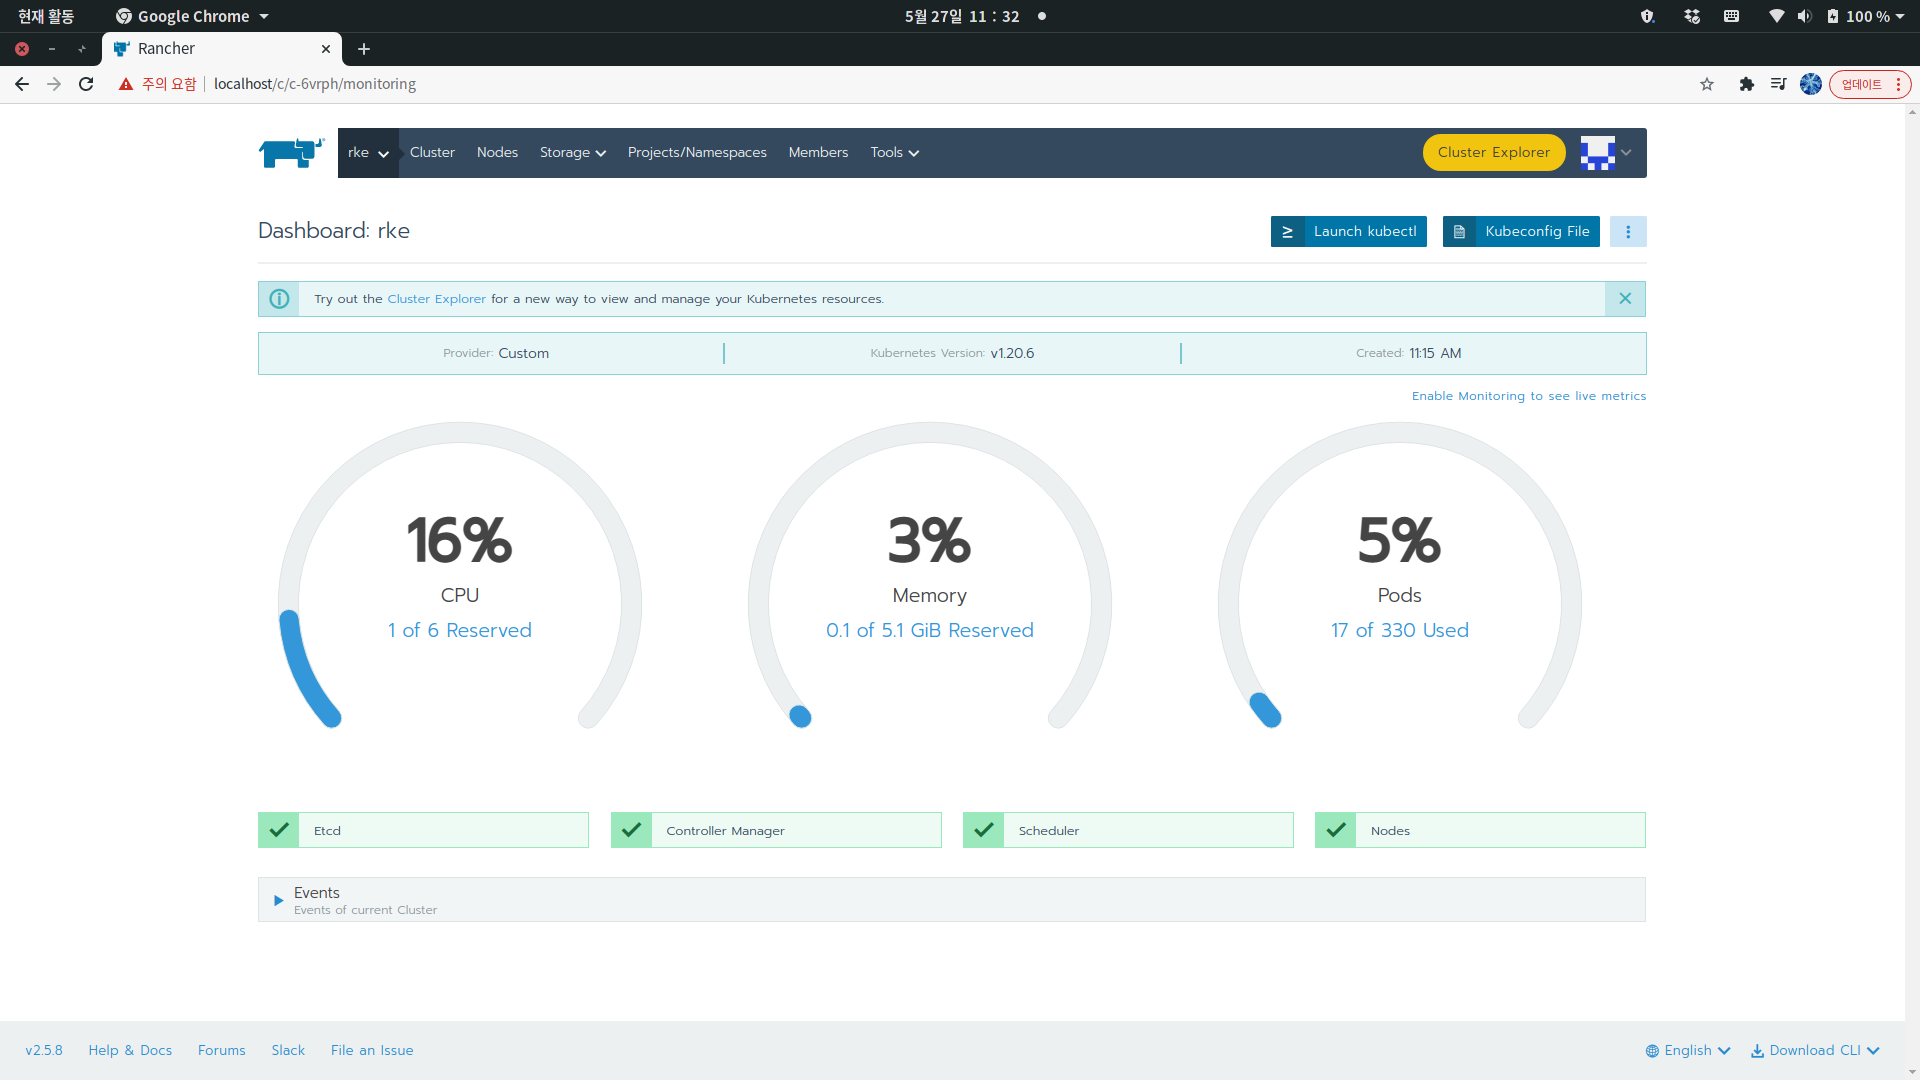 현재 활동
Google Chrome
5월 27일 11 : 32
100 %
Rancher
주의 요함
localhost/c/c-6vrph/monitoring
업데이트
rke
Cluster
Nodes
Storage
Projects/Namespaces
Members
Tools
Cluster Explorer
Dashboard: rke
Launch kubectl
Kubeconfig File
Try out the Cluster Explorer for a new way to view and manage your Kubernetes resources.
Provider: Custom
Kubernetes Version: v1.20.6
Created: 11:15 AM
Enable Monitoring to see live metrics
16%
CPU
1 of 6 Reserved
3%
Memory
0.1 of 5.1 GiB Reserved
5%
Pods
17 of 330 Used
Etcd
Controller Manager
Scheduler
Nodes
Events
Events of current Cluster
v2.5.8
Help & Docs
Forums
Slack
File an Issue
English
Download CLI